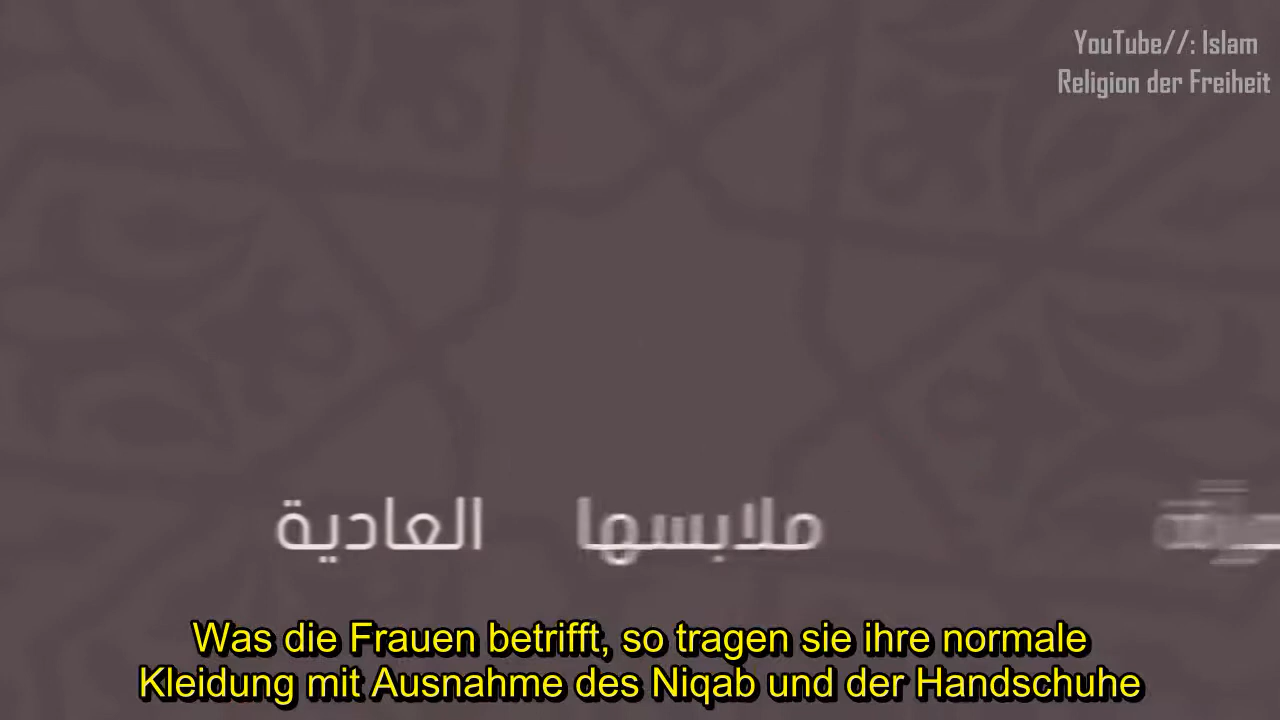 YouTube//: Islam
Religion der Freiheit
ملابسها العادية
Was die Frauen betrifft, so tragen sie ihre normale
Kleidung mit Ausnahme des Niqab und der Handschuhe